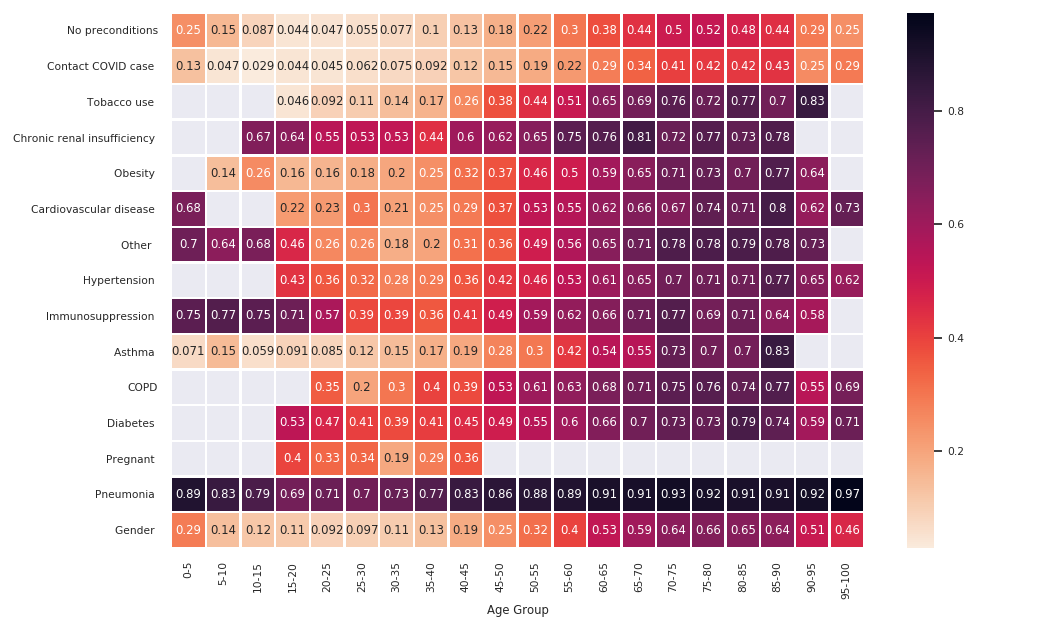 No preconditions 0.25 0.15 0.087 0.044 0.047 0.055 0.077 0.1 0.13 0.18 0.22 0.3 0.38 0.44 0.5 0.52 0.48 0.44 0.29 0.25
Contact COVID case 0.13 0.047 0.029 0.044 0.045 0.062 0.075 0.092 0.12 0.15 0.19 0.22 0.29 0.34 0.41 0.42 0.42 0.43 0.25 0.29
Tobacco use 0.046 0.092 0.11 0.14 0.17 0.26 0.38 0.44 0.51 0.65 0.69 0.76 0.72 0.77 0.7 0.83
0.8
Chronic renal insufficiency 0.67 0.64 0.55 0.53 0.53 0.44 0.6 0.62 0.65 0.75 0.76 0.81 0.72 0.77 0.73 0.78
Obesity 0.14 0.26 0.16 0.16 0.18 0.2 0.25 0.32 0.37 0.46 0.5 0.59 0.65 0.71 0.73 0.7 0.77 0.64
Cardiovascular disease 0.68 0.22 0.23 0.3 0.21 0.25 0.29 0.37 0.53 0.55 0.62 0.66 0.67 0.74 0.71 0.8 0.62 0.73
0.6
Other 0.7 0.64 0.68 0.46 0.26 0.26 0.18 0.2 0.31 0.36 0.49 0.56 0.65 0.71 0.78 0.78 0.79 0.78 0.73
Hypertension 0.43 0.36 0.32 0.28 0.29 0.36 0.42 0.46 0.53 0.61 0.65 0.7 0.71 0.71 0.77 0.65 0.62
Immunosuppression 0.75 0.77 0.75 0.71 0.57 0.39 0.39 0.36 0.41 0.49 0.59 0.62 0.66 0.71 0.77 0.69 0.71 0.64 0.58
0.4
Asthma 0.071 0.15 0.059 0.091 0.085 0.12 0.15 0.17 0.19 0.28 0.3 0.42 0.54 0.55 0.73 0.7 0.7 0.83
COPD 0.35 0.2 0.3 0.4 0.39 0.53 0.61 0.63 0.68 0.71 0.75 0.76 0.74 0.77 0.55 0.69
Diabetes 0.53 0.47 0.41 0.39 0.41 0.45 0.49 0.55 0.6 0.66 0.7 0.73 0.73 0.79 0.74 0.59 0.71
0.2
Pregnant 0.4 0.33 0.34 0.19 0.29 0.36
Pneumonia 0.89 0.83 0.79 0.69 0.71 0.7 0.73 0.77 0.83 0.86 0.88 0.89 0.91 0.91 0.93 0.92 0.91 0.91 0.92 0.97
Gender 0.29 0.14 0.12 0.11 0.092 0.097 0.11 0.13 0.19 0.25 0.32 0.4 0.53 0.59 0.64 0.66 0.65 0.64 0.51 0.46
0-5 5-10 10-15 15-20 20-25 25-30 30-35 35-40 40-45 45-50 50-55 55-60 60-65 65-70 70-75 75-80 80-85 85-90 90-95 95-100
Age Group